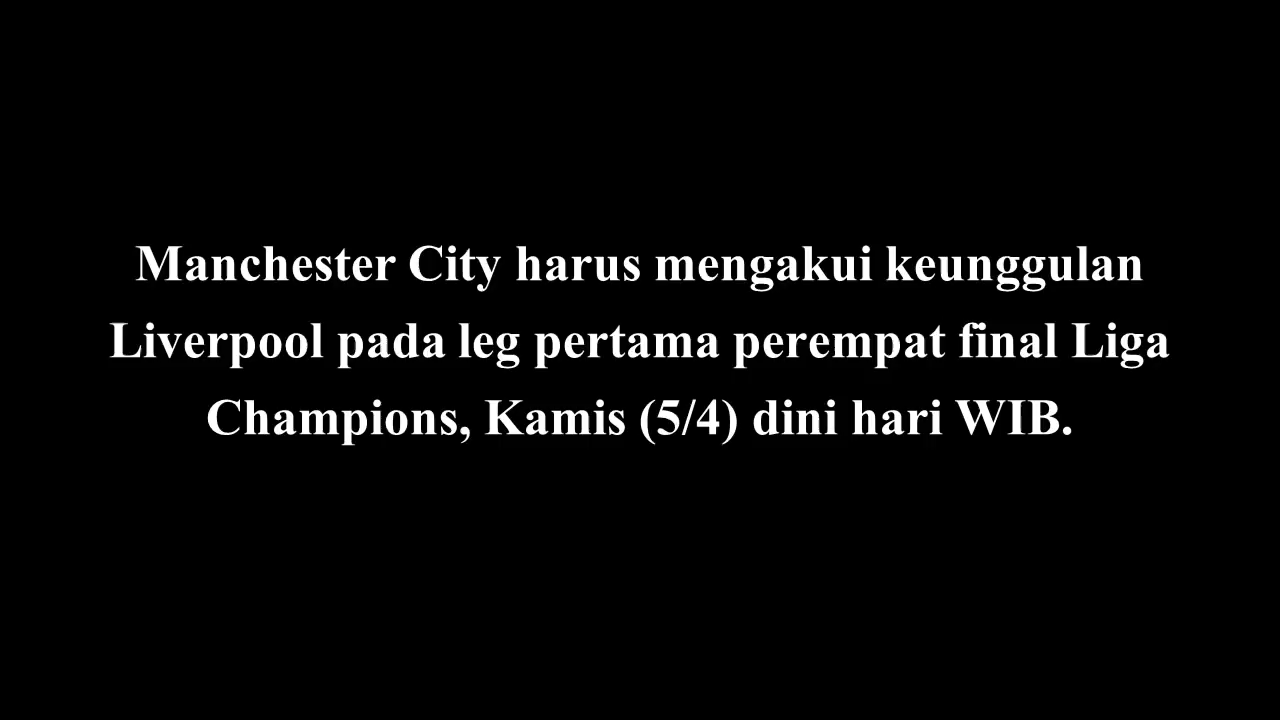 Manchester City harus mengakui keunggulan
Liverpool pada leg pertama perempat final Liga
Champions, Kamis (5/4) dini hari WIB.